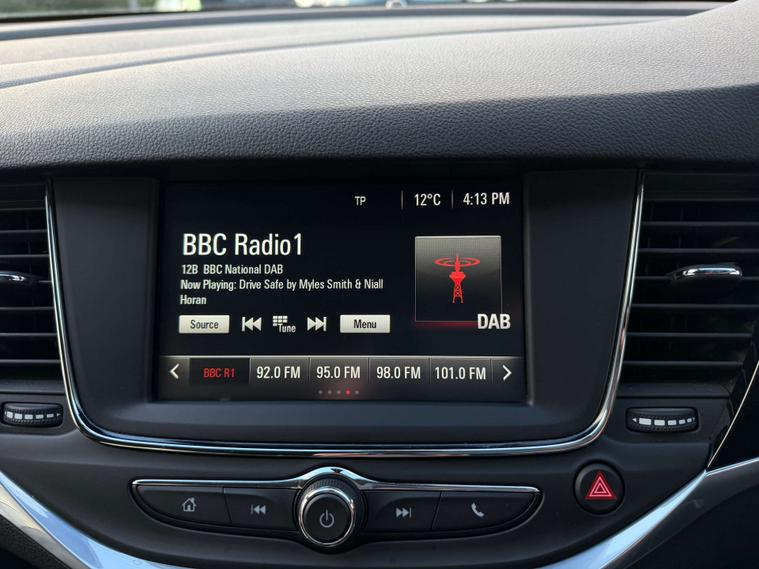 TP 12°C 4:13 PM
BBC Radio1
12B BBC National DAB
Now Playing: Drive Safe by Myles Smith & Niall
Horan
DAB
Source Tune Menu
BBC R1 92.0 FM 95.0 FM 98.0 FM 101.0 FM